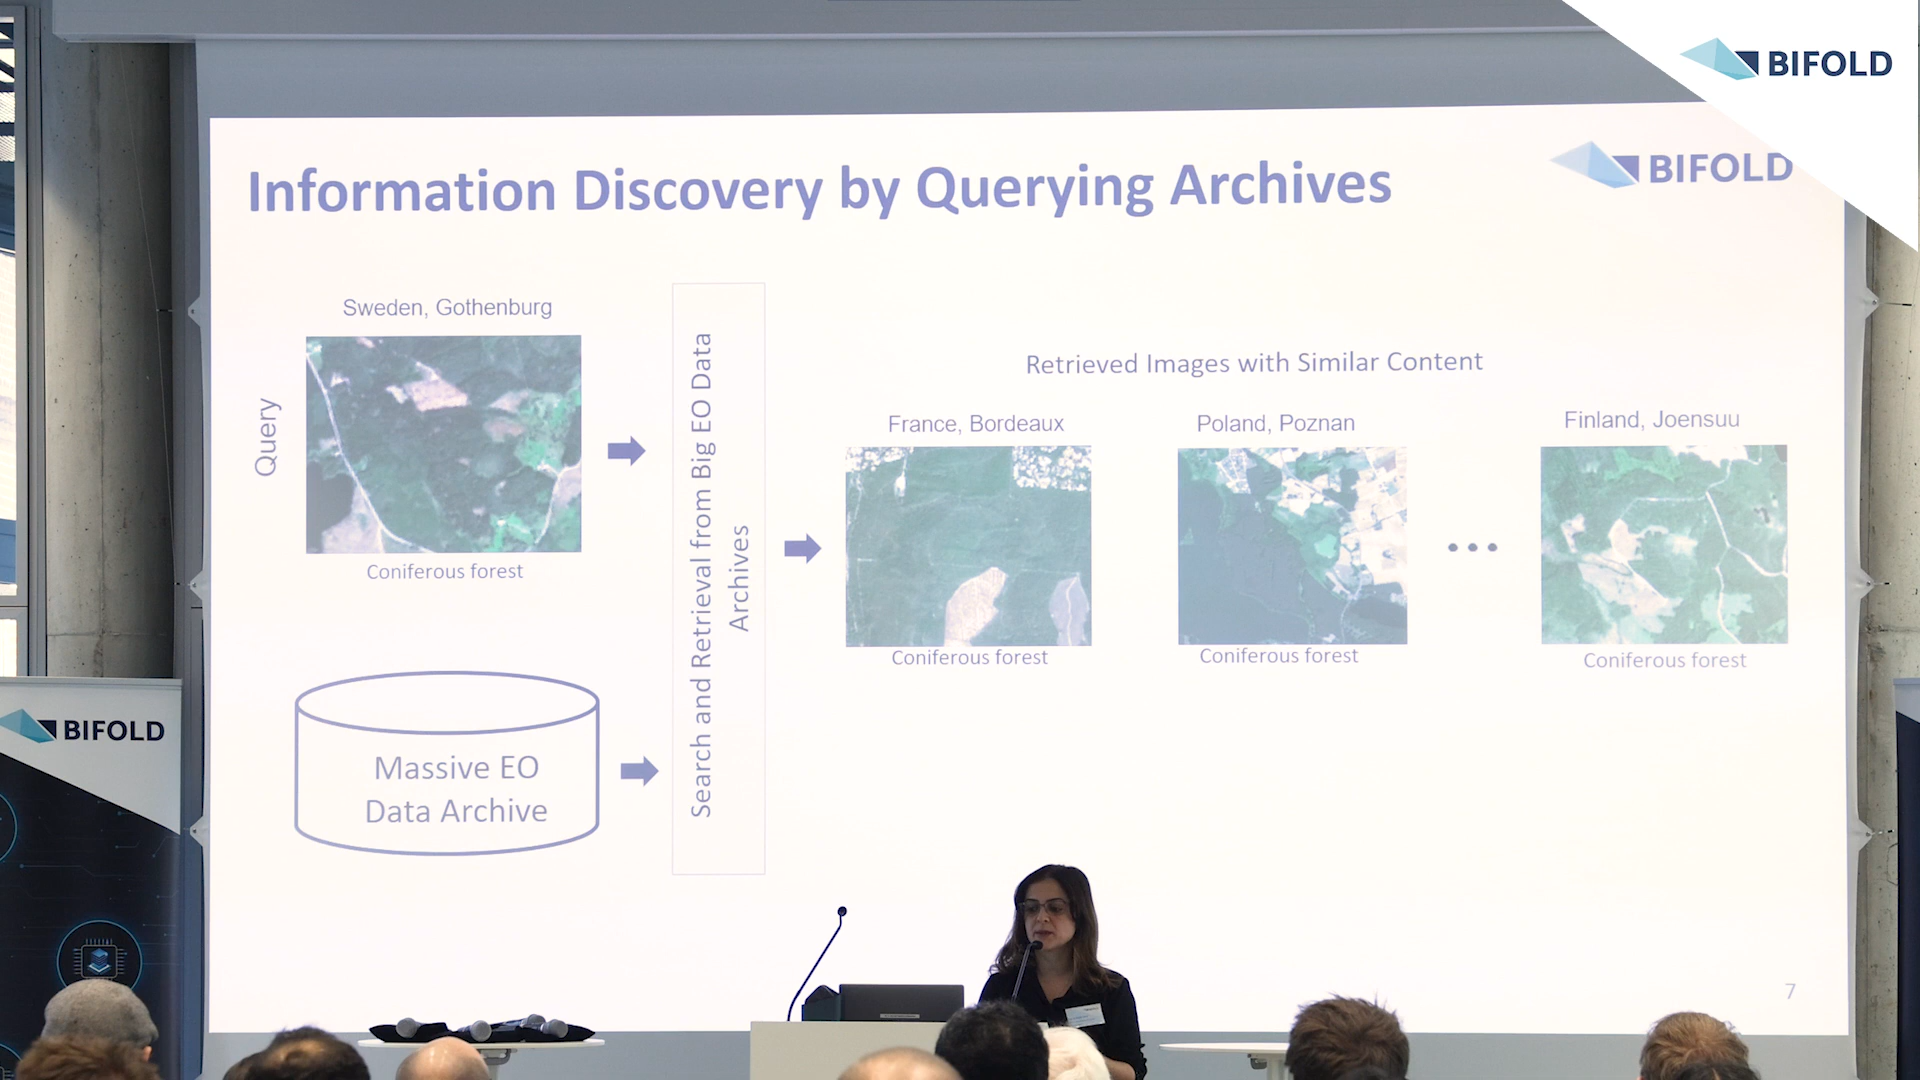 BIFOLD
BIFOLD
Information Discovery by Querying Archives
Sweden, Gothenburg
Query
Coniferous forest
Massive EO
Data Archive
Search and Retrieval from Big EO Data
Archives
Retrieved Images with Similar Content
France, Bordeaux
Coniferous forest
Poland, Poznan
Coniferous forest
...
Finland, Joensuu
Coniferous forest
7
BIFOLD